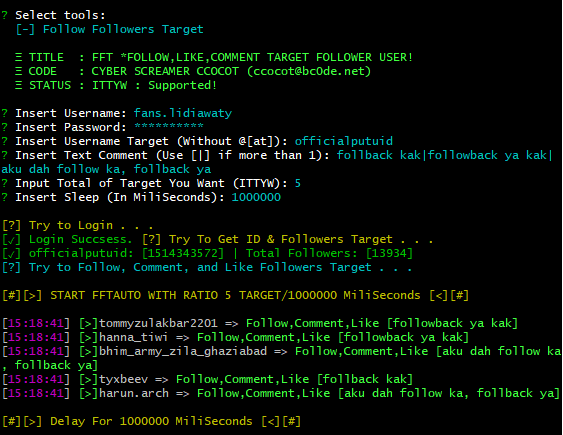 ? Select tools:
[-] Follow Followers Target
Ξ TITLE : FFT *FOLLOW,LIKE,COMMENT TARGET FOLLOWER USER!
Ξ CODE : CYBER SCREAMER CCOCOT (ccocot@bc0de.net)
Ξ STATUS : ITTYW : Supported!
? Insert Username: fans.lidiawaty
? Insert Password: **********
? Insert Username Target (Without @[at]): officialputuid
? Insert Text Comment (Use [|] if more than 1): follback kak|followback ya kak|
aku dah follow ka, follback ya
? Input Total of Target You Want (ITTYW): 5
? Insert Sleep (In MiliSeconds): 1000000
[?] Try to Login . . .
[√] Login Succsess. [?] Try To Get ID & Followers Target . . .
[√] officialputuid: [1514343572] | Total Followers: [13934]
[?] Try to Follow, Comment, and Like Followers Target . . .
[#][>] START FFTAUTO WITH RATIO 5 TARGET/1000000 MiliSeconds [<][#]
[15:18:41] [>]tommyzulakbar2201 => Follow,Comment,Like [followback ya kak]
[15:18:41] [>]hanna_tiwi => Follow,Comment,Like [followback ya kak]
[15:18:41] [>]bhim_army_zila_ghaziabad => Follow,Comment,Like [aku dah follow ka
, follback ya]
[15:18:41] [>]tyxbeev => Follow,Comment,Like [follback kak]
[15:18:41] [>]harun.arch => Follow,Comment,Like [aku dah follow ka, follback ya]
[#][>] Delay For 1000000 MiliSeconds [<][#]